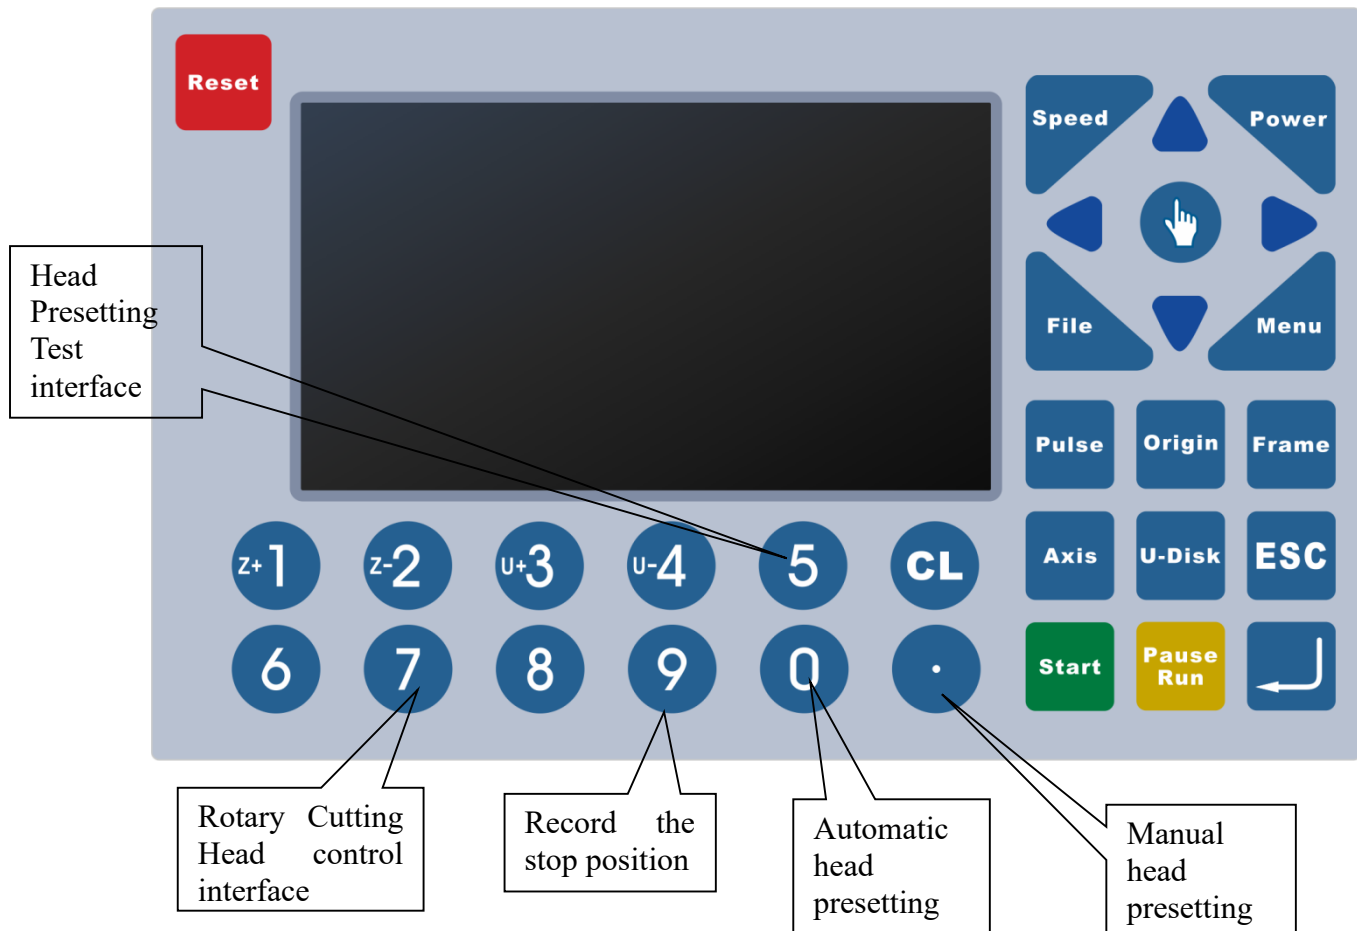 Reset
Speed
Power
File
Menu
Head
Presetting
Test
interface
Pulse
Origin
Frame
Z+1
Z-2
U+3
U-4
5
CL
Axis
U-Disk
ESC
6
7
8
9
0
.
Start
Pause
Run
Rotary Cutting
Head control
interface
Record the
stop position
Automatic
head
presetting
Manual
head
presetting